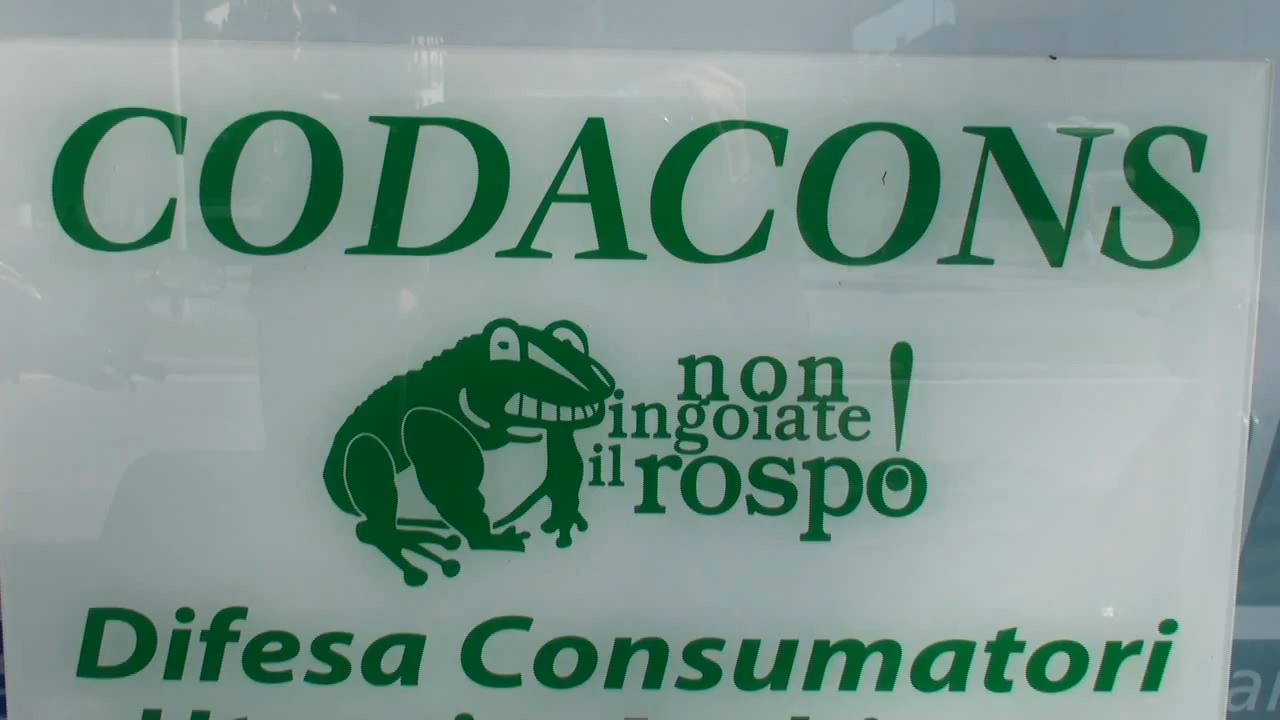 CODACONS
non
ingoiate
il rospo!
Difesa Consumatori